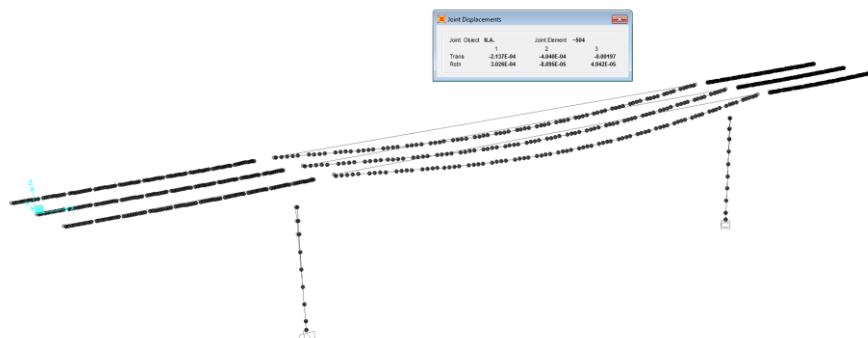 Joint Displacements
Joint Object N.A. Joint Element ~504
1 2 3
Trans -2.137E-04 -4.040E-04 -0.00197
Rotn 3.026E-04 -8.095E-05 4.942E-05
Z